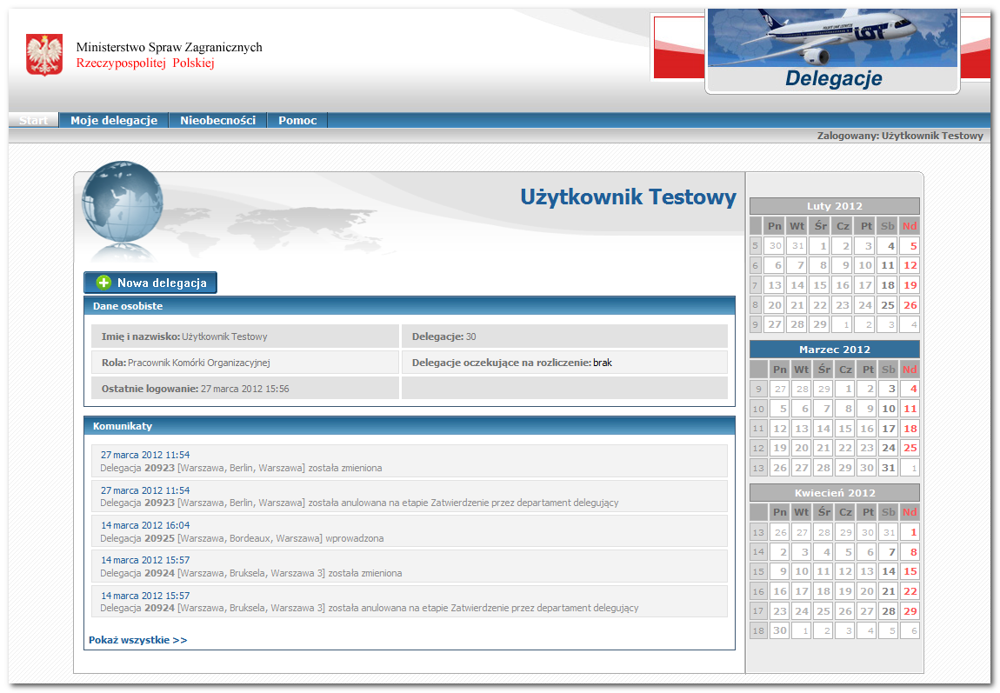 Ministerstwo Spraw Zagranicznych
Rzeczypospolitej Polskiej
LOT
Delegacje
Start Moje delegacje Nieobecności Pomoc
Zalogowany: Użytkownik Testowy
Użytkownik Testowy
Nowa delegacja
Dane osobiste
Imię i nazwisko: Użytkownik Testowy Delegacje: 30
Rola: Pracownik Komórki Organizacyjnej Delegacje oczekujące na rozliczenie: brak
Ostatnie logowanie: 27 marca 2012 15:56
Komunikaty
27 marca 2012 11:54
Delegacja 20923 [Warszawa, Berlin, Warszawa] została zmieniona
27 marca 2012 11:54
Delegacja 20923 [Warszawa, Berlin, Warszawa] została anulowana na etapie Zatwierdzenie przez departament delegujący
14 marca 2012 16:04
Delegacja 20925 [Warszawa, Bordeaux, Warszawa] wprowadzona
14 marca 2012 15:57
Delegacja 20924 [Warszawa, Bruksela, Warszawa 3] została zmieniona
14 marca 2012 15:57
Delegacja 20924 [Warszawa, Bruksela, Warszawa 3] została anulowana na etapie Zatwierdzenie przez departament delegujący
Pokaż wszystkie >>
Luty 2012
Pn Wt Śr Cz Pt Sb Nd
5 30 31 1 2 3 4 5
6 6 7 8 9 10 11 12
7 13 14 15 16 17 18 19
8 20 21 22 23 24 25 26
9 27 28 29 1 2 3 4
Marzec 2012
Pn Wt Śr Cz Pt Sb Nd
9 27 28 29 1 2 3 4
10 5 6 7 8 9 10 11
11 12 13 14 15 16 17 18
12 19 20 21 22 23 24 25
13 26 27 28 29 30 31 1
Kwiecień 2012
Pn Wt Śr Cz Pt Sb Nd
13 26 27 28 29 30 31 1
14 2 3 4 5 6 7 8
15 9 10 11 12 13 14 15
16 16 17 18 19 20 21 22
17 23 24 25 26 27 28 29
18 30 1 2 3 4 5 6